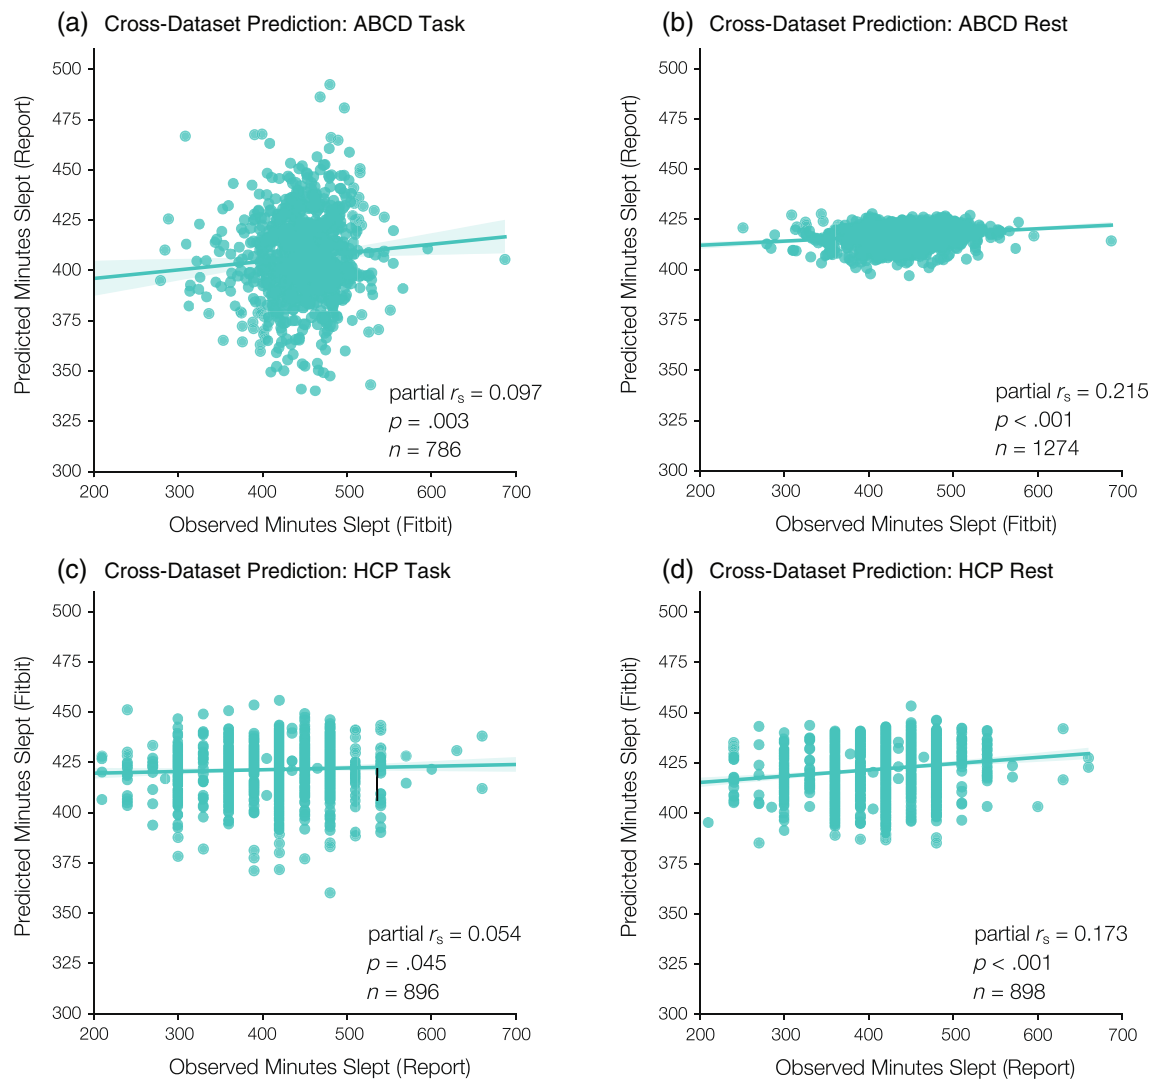 (a) Cross-Dataset Prediction: ABCD Task
500
475
450
425
400
375
350
325
300
200 300 400 500 600 700
Predicted Minutes Slept (Report)
Observed Minutes Slept (Fitbit)
partial rs = 0.097
p = .003
n = 786
(b) Cross-Dataset Prediction: ABCD Rest
500
475
450
425
400
375
350
325
300
200 300 400 500 600 700
Predicted Minutes Slept (Report)
Observed Minutes Slept (Fitbit)
partial rs = 0.215
p < .001
n = 1274
(c) Cross-Dataset Prediction: HCP Task
500
475
450
425
400
375
350
325
300
200 300 400 500 600 700
Predicted Minutes Slept (Fitbit)
Observed Minutes Slept (Report)
partial rs = 0.054
p = .045
n = 896
(d) Cross-Dataset Prediction: HCP Rest
500
475
450
425
400
375
350
325
300
200 300 400 500 600 700
Predicted Minutes Slept (Fitbit)
Observed Minutes Slept (Report)
partial rs = 0.173
p < .001
n = 898